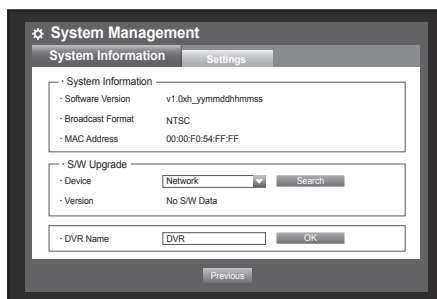 System Management
System Information Settings
· System Information
· Software Version v1.0xh_yymmddhhmmss
· Broadcast Format NTSC
· MAC Address 00:00:F0:54:FF:FF
· S/W Upgrade
· Device Network Search
· Version No S/W Data
· DVR Name DVR OK
Previous